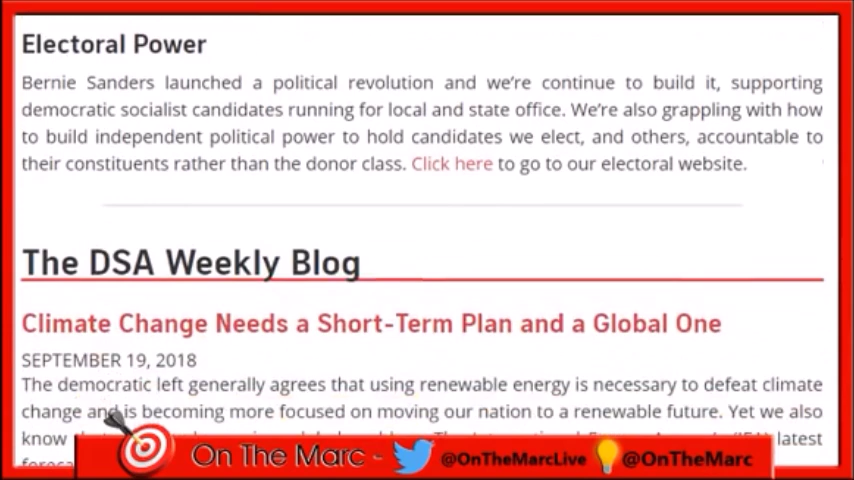 Electoral Power
Bernie Sanders launched a political revolution and we're continue to build it, supporting
democratic socialist candidates running for local and state office. We're also grappling with how
to build independent political power to hold candidates we elect, and others, accountable to
their constituents rather than the donor class. Click here to go to our electoral website.
The DSA Weekly Blog
Climate Change Needs a Short-Term Plan and a Global One
SEPTEMBER 19, 2018
The democratic left generally agrees that using renewable energy is necessary to defeat climate
change and is becoming more focused on moving our nation to a renewable future. Yet we also
know latest
On The Marc - @OnTheMarcLive @OnTheMarc